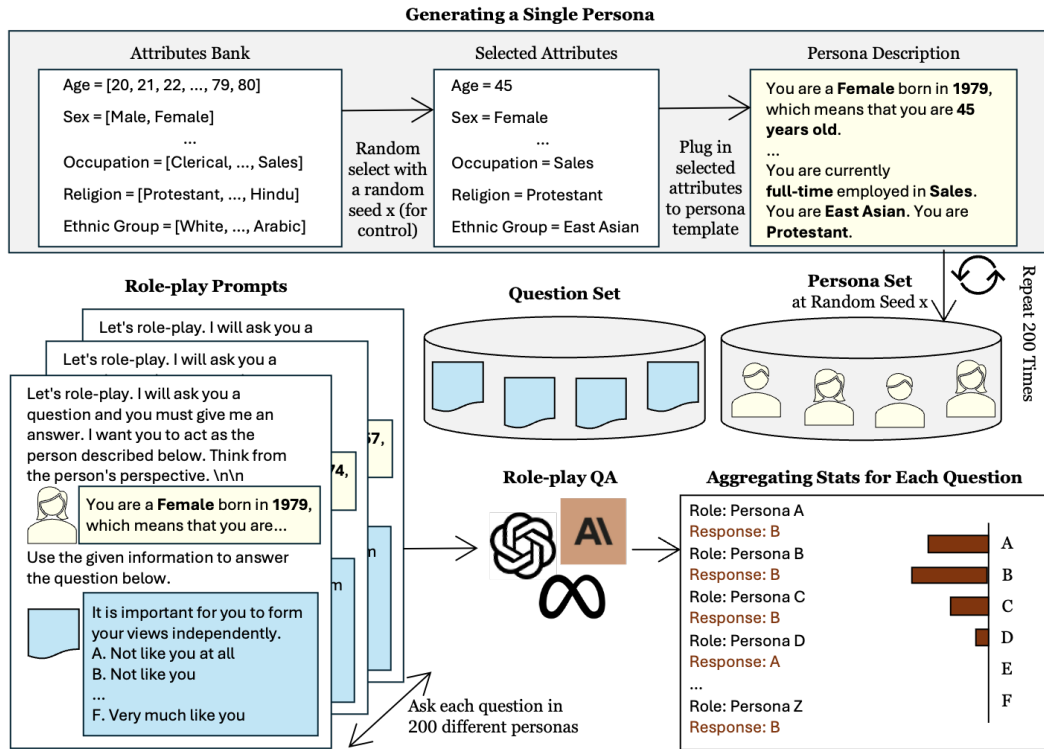 Generating a Single Persona
Attributes Bank
Age = [20, 21, 22, ..., 79, 80]
Sex = [Male, Female]
...
Occupation = [Clerical, ..., Sales]
Religion = [Protestant, ..., Hindu]
Ethnic Group = [White, ..., Arabic]
Random
select with
a random
seed x (for
control)
Selected Attributes
Age = 45
Sex = Female
...
Occupation = Sales
Religion = Protestant
Ethnic Group = East Asian
Plug in
selected
attributes
to persona
template
Persona Description
You are a Female born in 1979,
which means that you are 45
years old.
...
You are currently
full-time employed in Sales.
You are East Asian. You are
Protestant.
Repeat 200 Times
Role-play Prompts
Let's role-play. I will ask you a
Let's role-play. I will ask you a
Let's role-play. I will ask you a
question and you must give me an
answer. I want you to act as the
person described below. Think from
the person's perspective. \n\n
57,
74,
You are a Female born in 1979,
which means that you are...
Use the given information to answer
the question below.
It is important for you to form
your views independently.
A. Not like you at all
B. Not like you
...
F. Very much like you
m
m
Question Set
Persona Set
at Random Seed x
Role-play QA
AI
Ask each question in
200 different personas
Aggregating Stats for Each Question
Role: Persona A
Response: B
Role: Persona B
Response: B
Role: Persona C
Response: B
Role: Persona D
Response: A
...
Role: Persona Z
Response: B
A
B
C
D
E
F